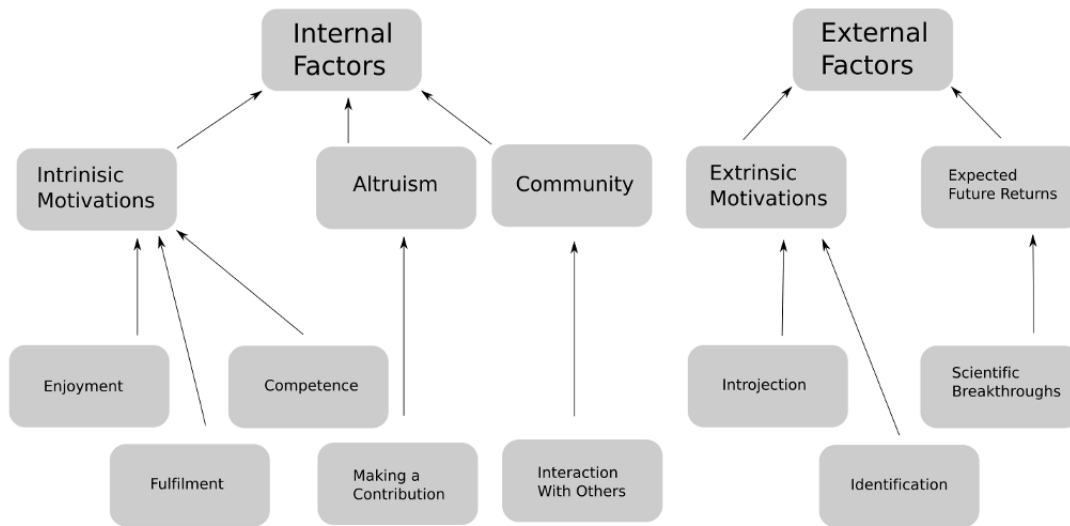 Internal
Factors
External
Factors
Intrinisic
Motivations
Altruism
Community
Extrinsic
Motivations
Expected
Future Returns
Enjoyment
Competence
Introjection
Scientific
Breakthroughs
Fulfilment
Making a
Contribution
Interaction
With Others
Identification